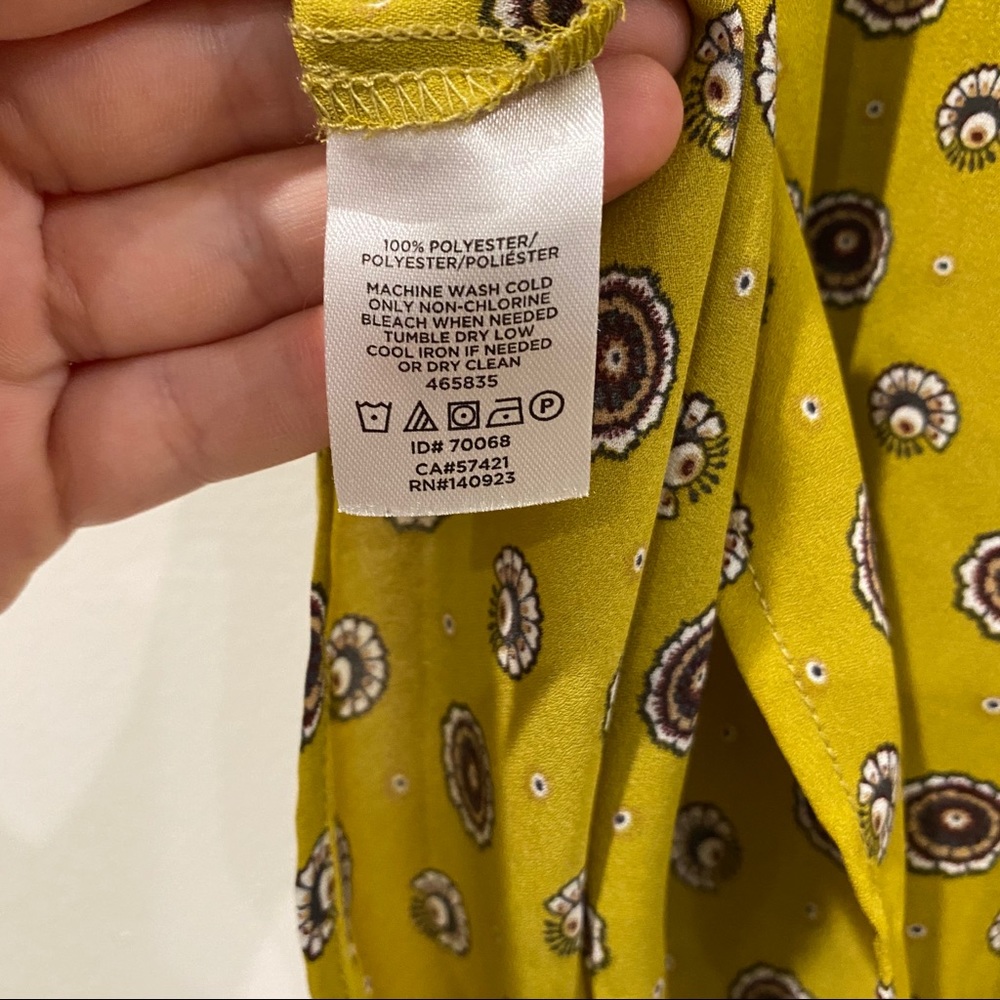 100% POLYESTER/
POLYESTER/POLIÉSTER
MACHINE WASH COLD
ONLY NON-CHLORINE
BLEACH WHEN NEEDED
TUMBLE DRY LOW
COOL IRON IF NEEDED
OR DRY CLEAN
465835
P
ID# 70068
CA#57421
RN#140923